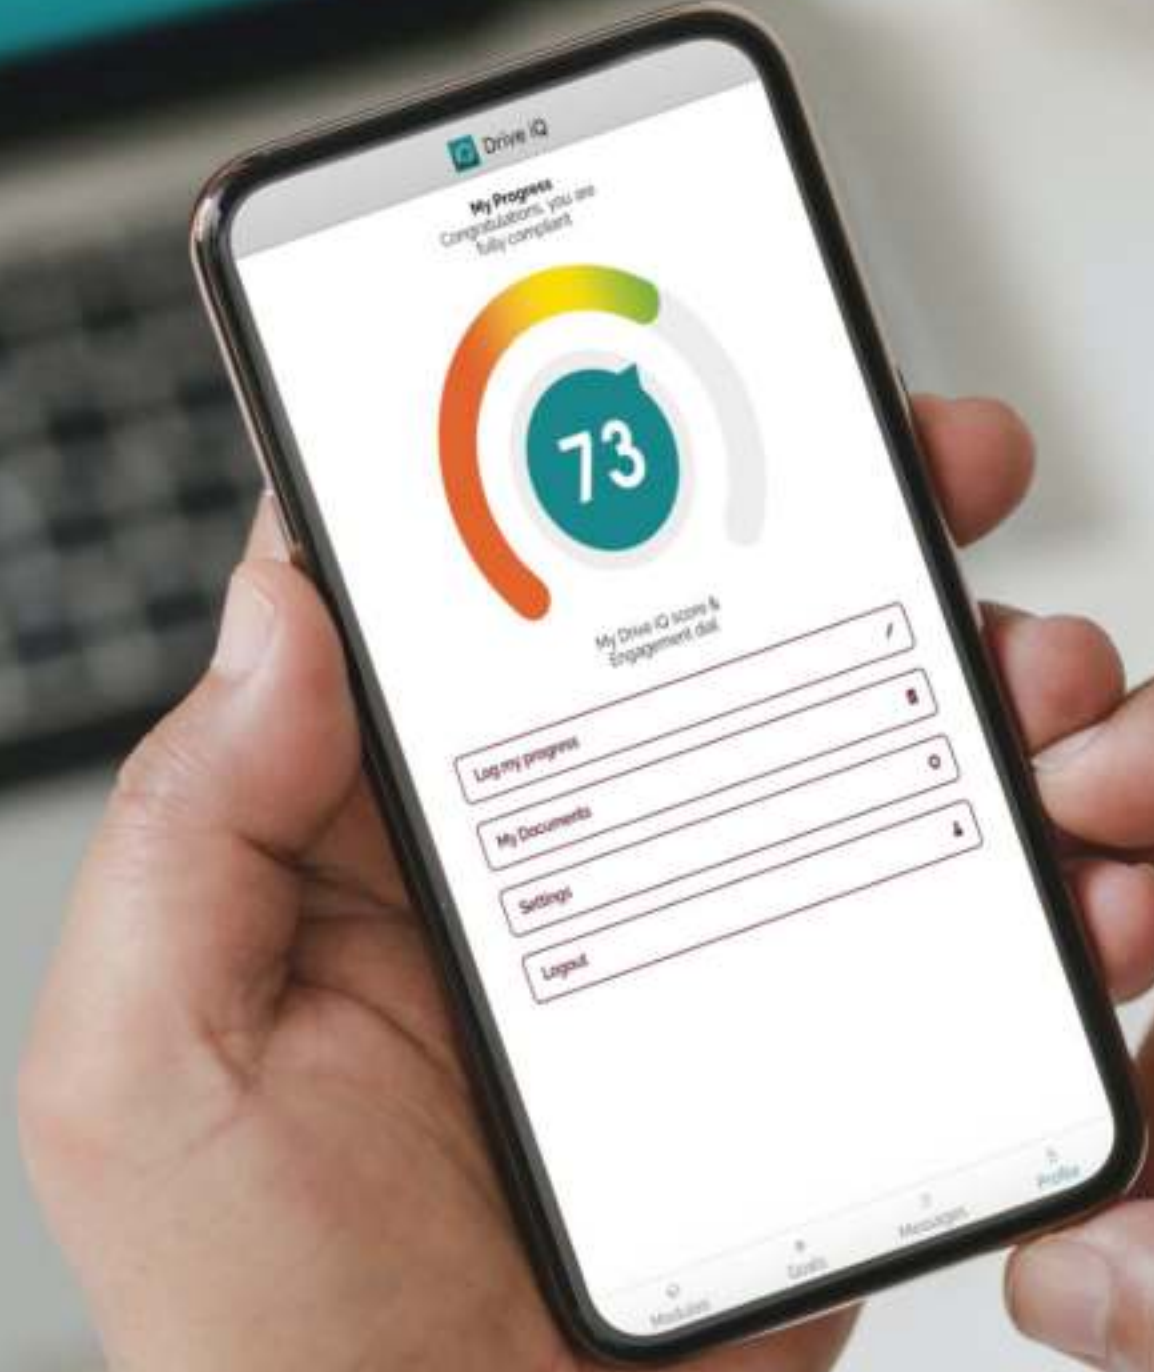 Drive iQ
My Progress
Congratulations, you are
fully compliant
73
My Drive iQ score &
Engagement dial
Log my progress
My Documents
Settings
Logout
Modules
Goals
Messages
Profile